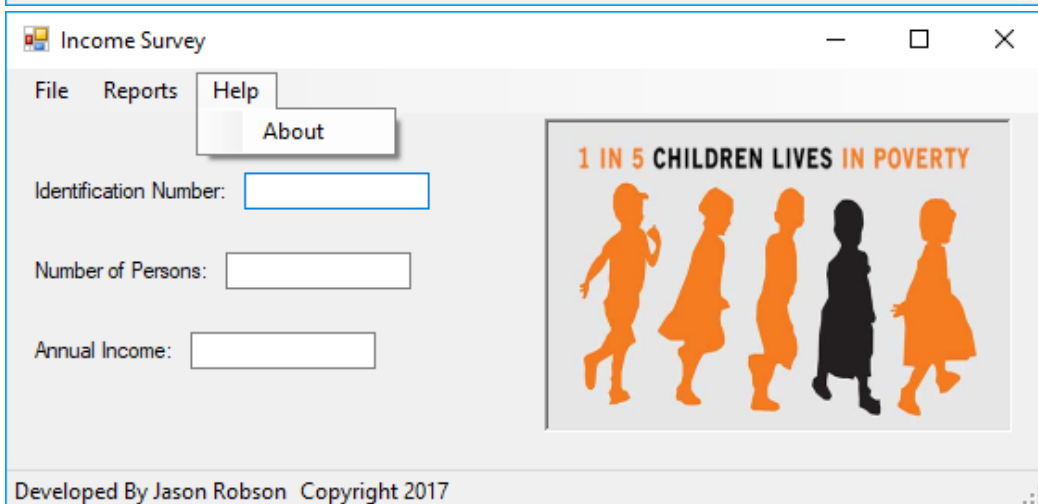 Income Survey
File Reports Help
About
1 IN 5 CHILDREN LIVES IN POVERTY
Identification Number:
Number of Persons:
Annual Income:
Developed By Jason Robson Copyright 2017